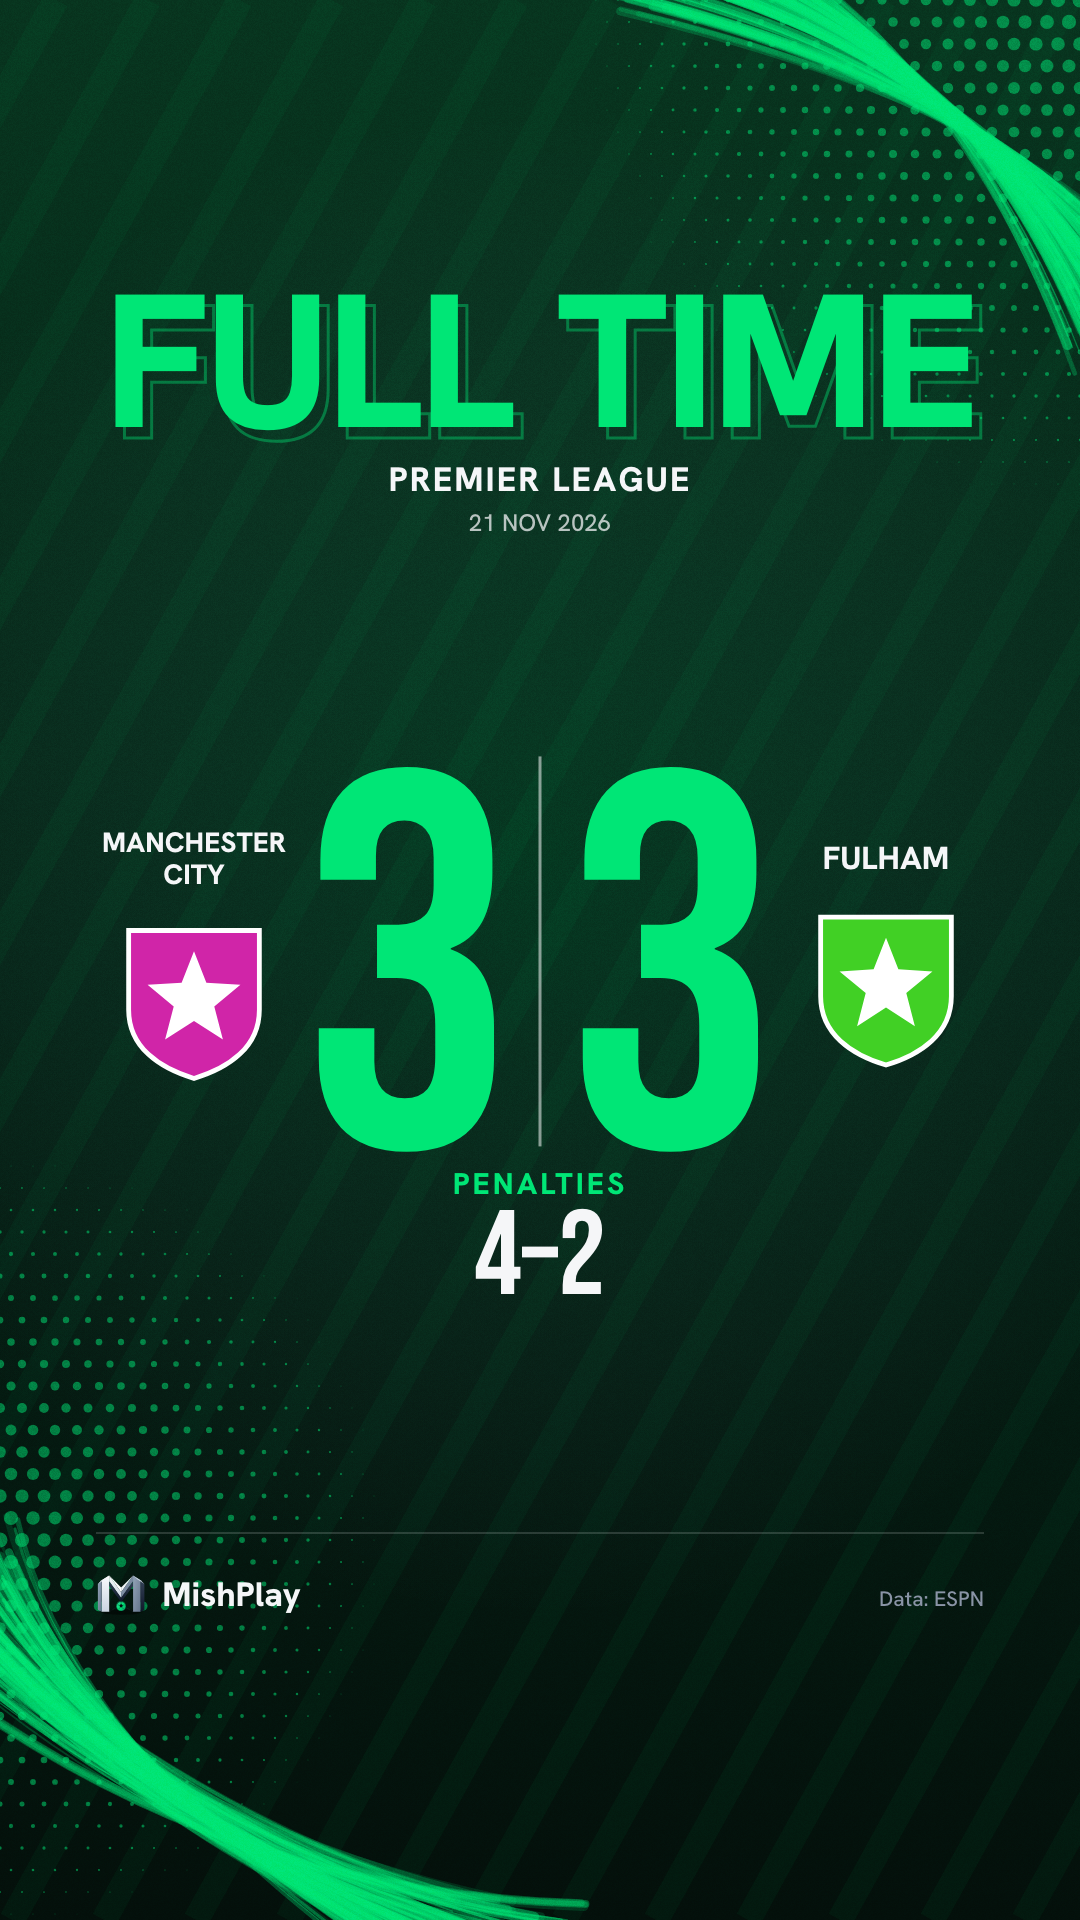 FULL TIME
PREMIER LEAGUE
21 NOV 2026
MANCHESTER
CITY
3
3
FULHAM
PENALTIES
4–2
MishPlay
Data: ESPN